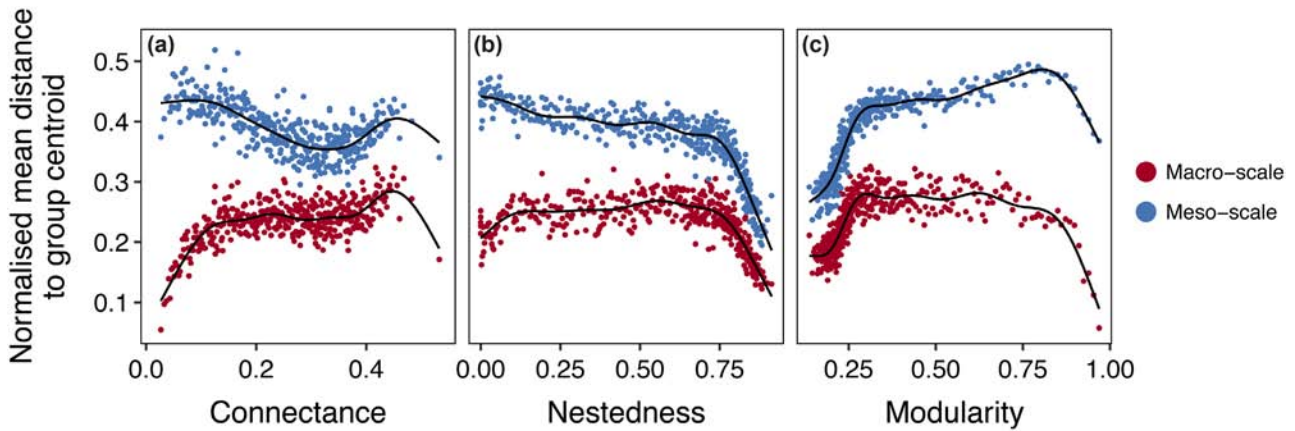 Normalised mean distance
to group centroid
0.5
0.4
0.3
0.2
0.1
(a)
(b)
(c)
0.0 0.2 0.4
0.00 0.25 0.50 0.75
0.25 0.50 0.75 1.00
Connectance
Nestedness
Modularity
Macro-scale
Meso-scale